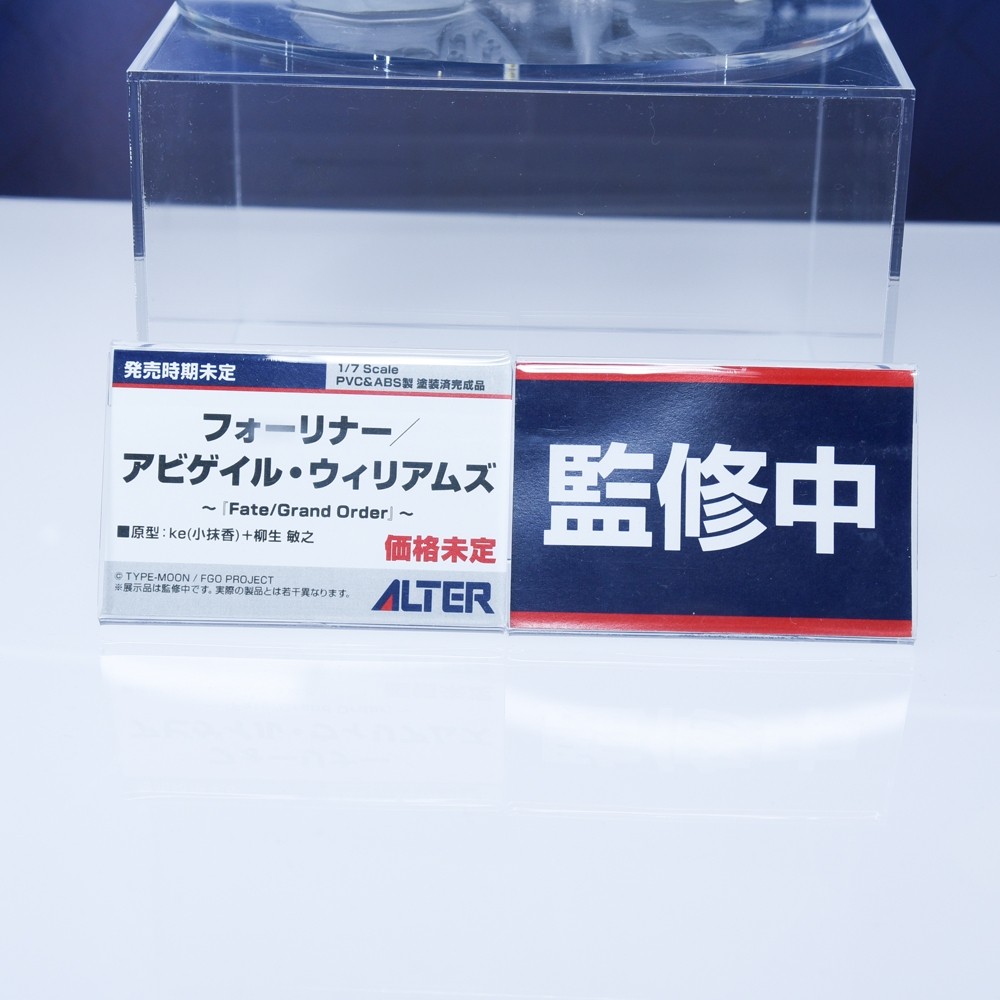 発売時期未定
1/7 Scale
PVC&ABS製 塗装済完成品
フォーリナー／
アビゲイル・ウィリアムズ
～『Fate/Grand Order』～
■原型：ke(小抹香)＋柳生 敏之
価格未定
© TYPE-MOON / FGO PROJECT
※展示品は監修中です。実際の製品とは若干異なります。
ALTER
監修中